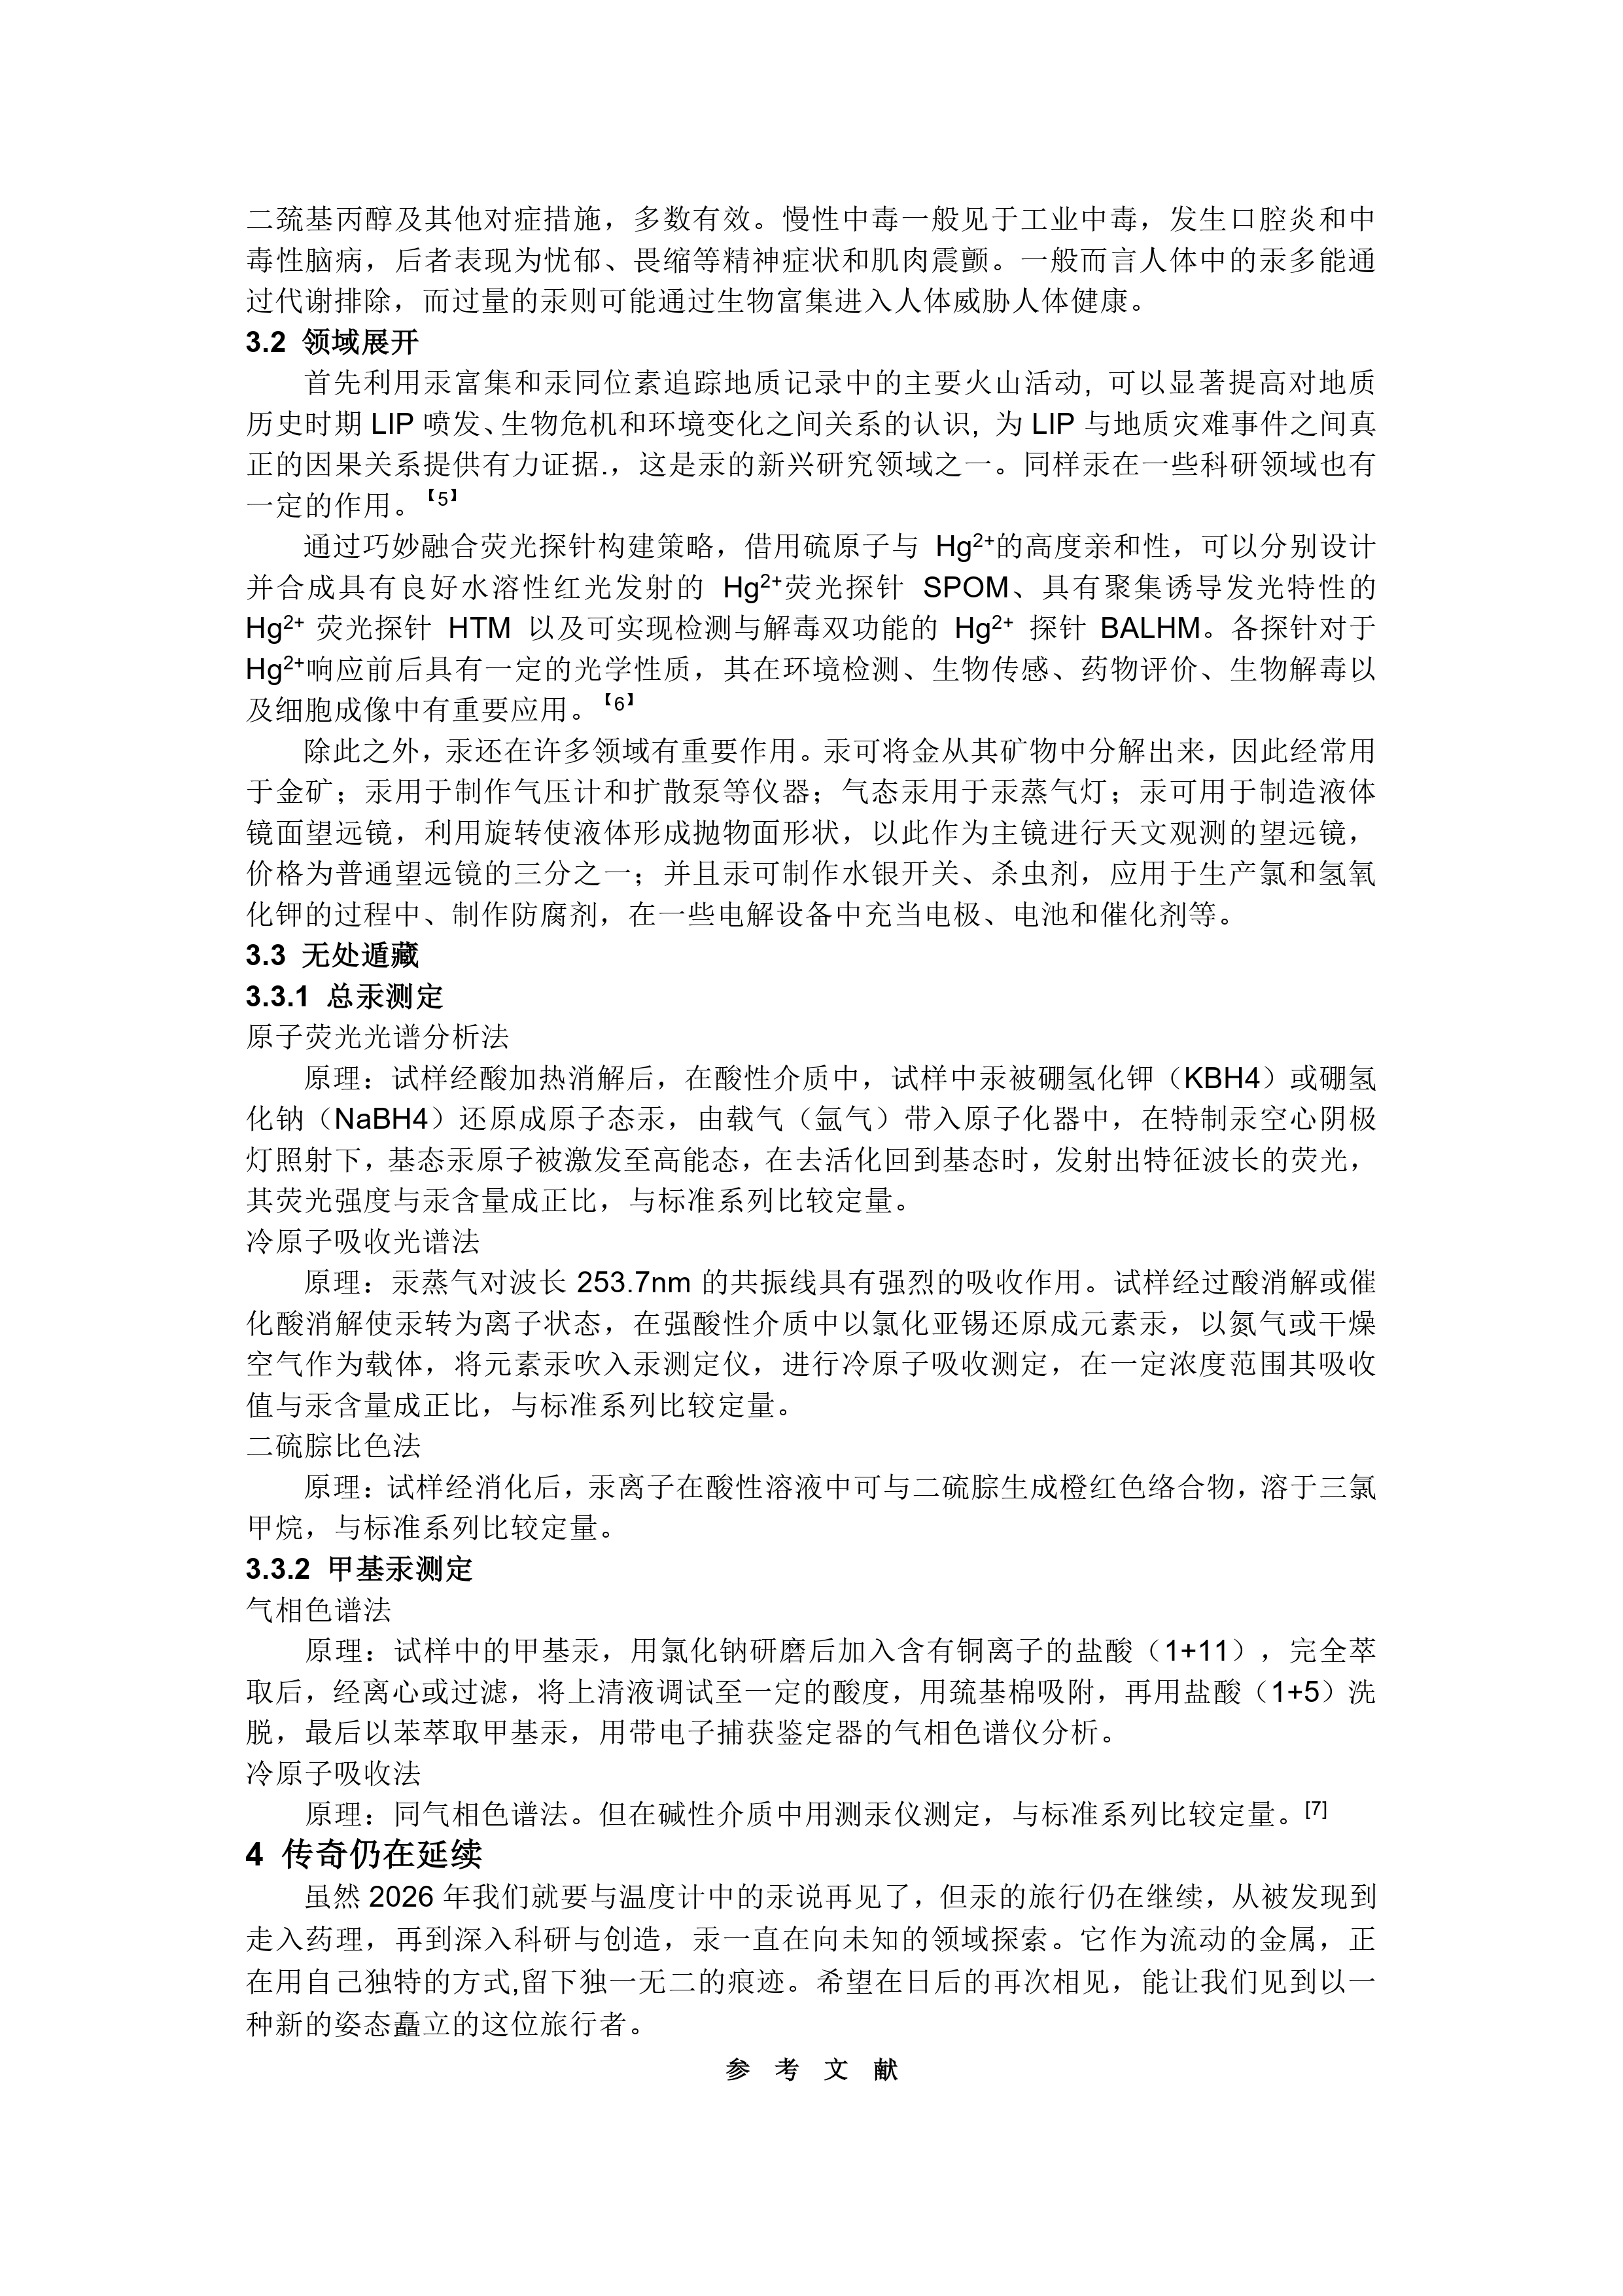 二巯基丙醇及其他对症措施，多数有效。慢性中毒一般见于工业中毒，发生口腔炎和中
毒性脑病，后者表现为忧郁、畏缩等精神症状和肌肉震颤。一般而言人体中的汞多能通
过代谢排除，而过量的汞则可能通过生物富集进入人体威胁人体健康。
3.2 领域展开
首先利用汞富集和汞同位素追踪地质记录中的主要火山活动, 可以显著提高对地质
历史时期 LIP 喷发、生物危机和环境变化之间关系的认识, 为 LIP 与地质灾难事件之间真
正的因果关系提供有力证据.，这是汞的新兴研究领域之一。同样汞在一些科研领域也有
一定的作用。【5】
通过巧妙融合荧光探针构建策略，借用硫原子与 Hg²⁺的高度亲和性，可以分别设计
并合成具有良好水溶性红光发射的 Hg²⁺荧光探针 SPOM、具有聚集诱导发光特性的
Hg²⁺ 荧光探针 HTM 以及可实现检测与解毒双功能的 Hg²⁺ 探针 BALHM。各探针对于
Hg²⁺响应前后具有一定的光学性质，其在环境检测、生物传感、药物评价、生物解毒以
及细胞成像中有重要应用。【6】
除此之外，汞还在许多领域有重要作用。汞可将金从其矿物中分解出来，因此经常用
于金矿；汞用于制作气压计和扩散泵等仪器；气态汞用于汞蒸气灯；汞可用于制造液体
镜面望远镜，利用旋转使液体形成抛物面形状，以此作为主镜进行天文观测的望远镜，
价格为普通望远镜的三分之一；并且汞可制作水银开关、杀虫剂，应用于生产氯和氢氧
化钾的过程中、制作防腐剂，在一些电解设备中充当电极、电池和催化剂等。
3.3 无处遁藏
3.3.1 总汞测定
原子荧光光谱分析法
原理：试样经酸加热消解后，在酸性介质中，试样中汞被硼氢化钾（KBH4）或硼氢
化钠（NaBH4）还原成原子态汞，由载气（氩气）带入原子化器中，在特制汞空心阴极
灯照射下，基态汞原子被激发至高能态，在去活化回到基态时，发射出特征波长的荧光，
其荧光强度与汞含量成正比，与标准系列比较定量。
冷原子吸收光谱法
原理：汞蒸气对波长 253.7nm 的共振线具有强烈的吸收作用。试样经过酸消解或催
化酸消解使汞转为离子状态，在强酸性介质中以氯化亚锡还原成元素汞，以氮气或干燥
空气作为载体，将元素汞吹入汞测定仪，进行冷原子吸收测定，在一定浓度范围其吸收
值与汞含量成正比，与标准系列比较定量。
二硫腙比色法
原理：试样经消化后，汞离子在酸性溶液中可与二硫腙生成橙红色络合物，溶于三氯
甲烷，与标准系列比较定量。
3.3.2 甲基汞测定
气相色谱法
原理：试样中的甲基汞，用氯化钠研磨后加入含有铜离子的盐酸（1+11），完全萃
取后，经离心或过滤，将上清液调试至一定的酸度，用巯基棉吸附，再用盐酸（1+5）洗
脱，最后以苯萃取甲基汞，用带电子捕获鉴定器的气相色谱仪分析。
冷原子吸收法
原理：同气相色谱法。但在碱性介质中用测汞仪测定，与标准系列比较定量。[7]
4 传奇仍在延续
虽然 2026 年我们就要与温度计中的汞说再见了，但汞的旅行仍在继续，从被发现到
走入药理，再到深入科研与创造，汞一直在向未知的领域探索。它作为流动的金属，正
在用自己独特的方式,留下独一无二的痕迹。希望在日后的再次相见，能让我们见到以一
种新的姿态矗立的这位旅行者。
参 考 文 献